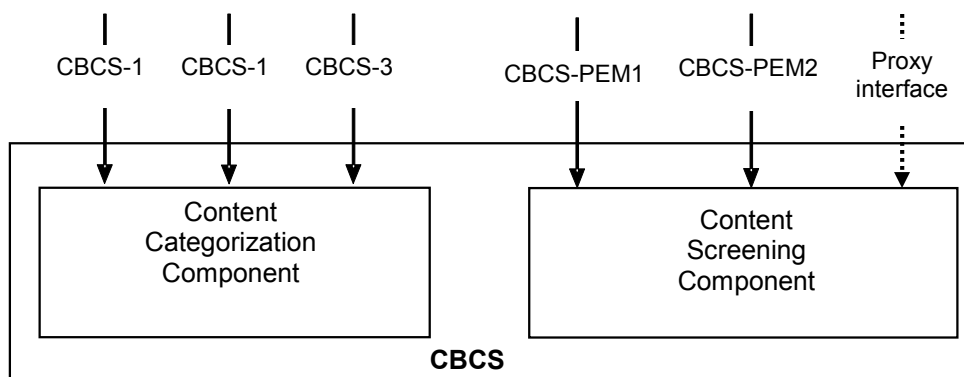 CBCS-1
CBCS-1
CBCS-3
CBCS-PEM1
CBCS-PEM2
Proxy
interface
Content
Categorization
Component
Content
Screening
Component
CBCS